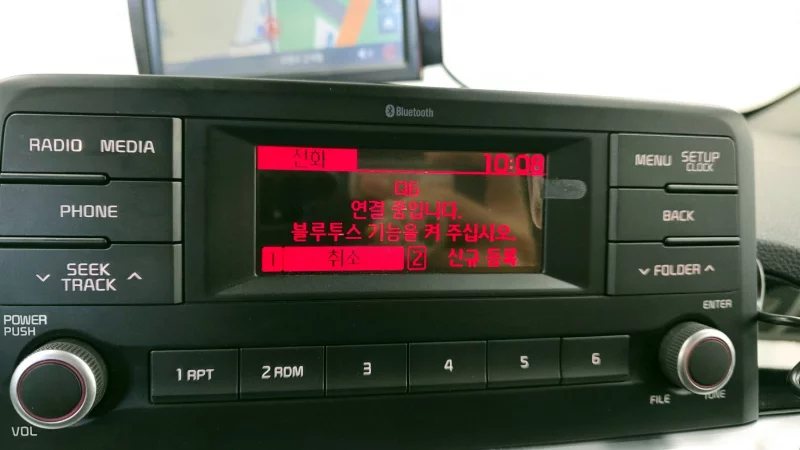 Bluetooth
RADIO MEDIA
PHONE
SEEK
TRACK
POWER
PUSH
VOL
전화 10:08
연결 중입니다.
블루투스 기능을 켜 주십시오.
1 취소 2 신규 등록
MENU SETUP
CLOCK
BACK
FOLDER
ENTER
FILE TUNE
1 RPT 2 RDM 3 4 5 6